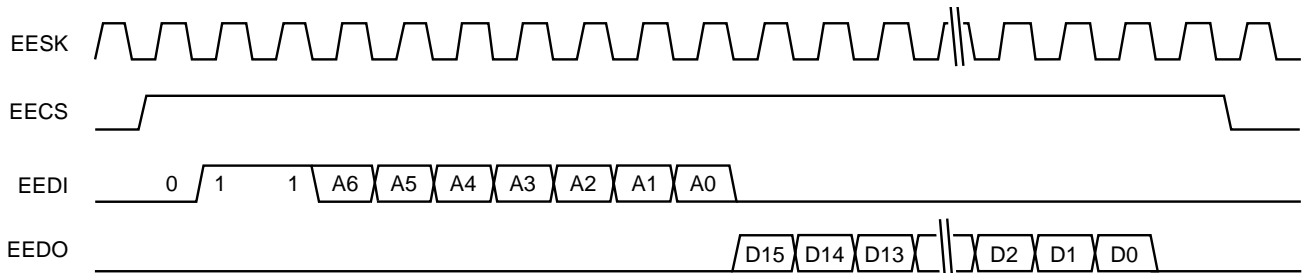 EESK
EECS
EEDI 0 1 1 A6 A5 A4 A3 A2 A1 A0
EEDO D15 D14 D13 D2 D1 D0